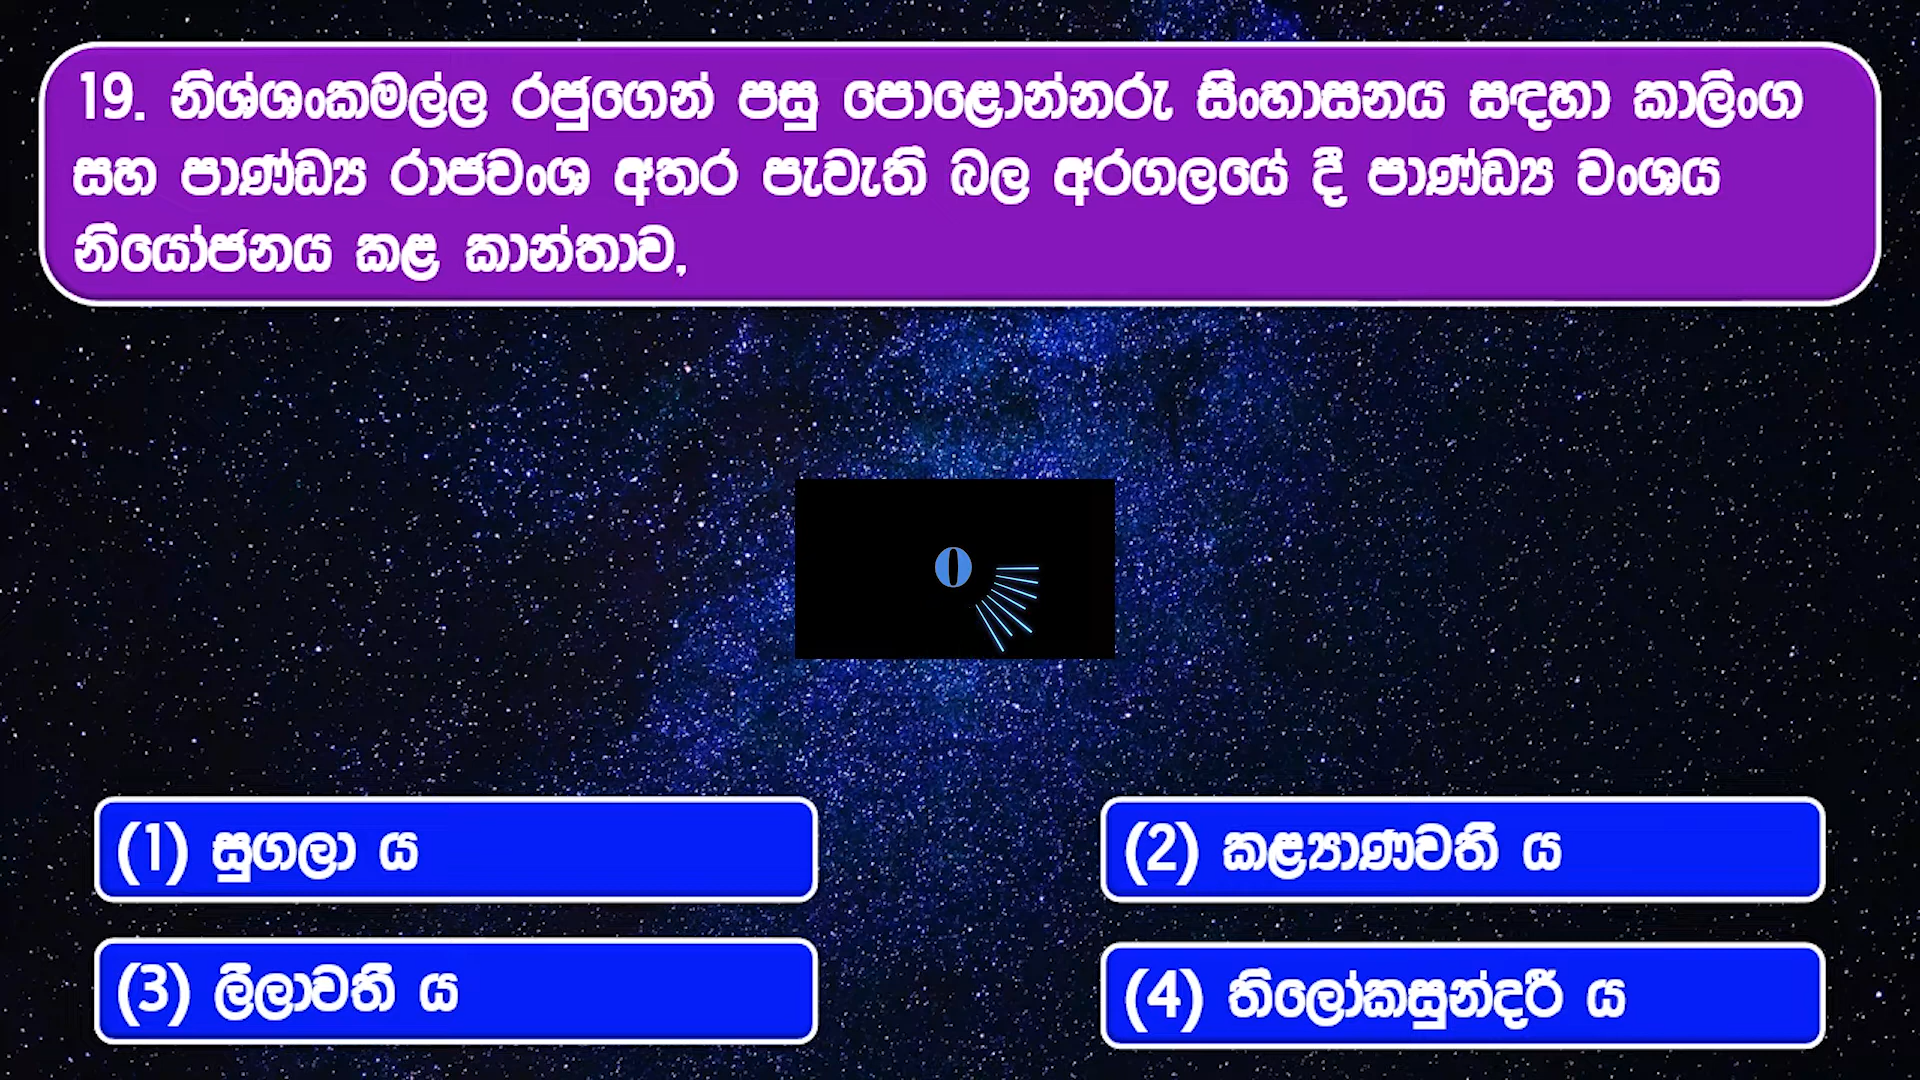 19. නිශ්ශංකමල්ල රජුගෙන් පසු පොළොන්නරු සිංහාසනය සඳහා කාලිංග
සහ පාණ්ඩ්‍ය රාජවංශ අතර පැවැති බල අරගලයේ දී පාණ්ඩ්‍ය වංශය
නියෝජනය කළ කාන්තාව,
0
(1) සුගලා ය
(2) කළ්‍යාණවතී ය
(3) ලීලාවතී ය
(4) තිලෝකසුන්දරී ය